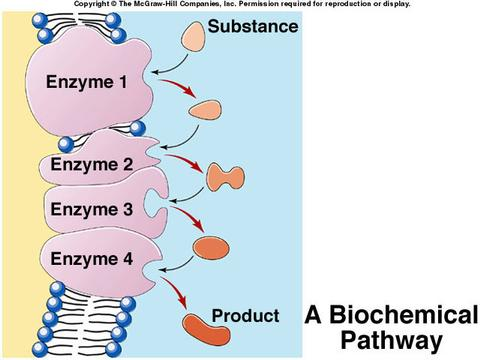 Copyright © The McGraw-Hill Companies, Inc. Permission required for reproduction or display.
Substance
Enzyme 1
Enzyme 2
Enzyme 3
Enzyme 4
Product
A Biochemical
Pathway